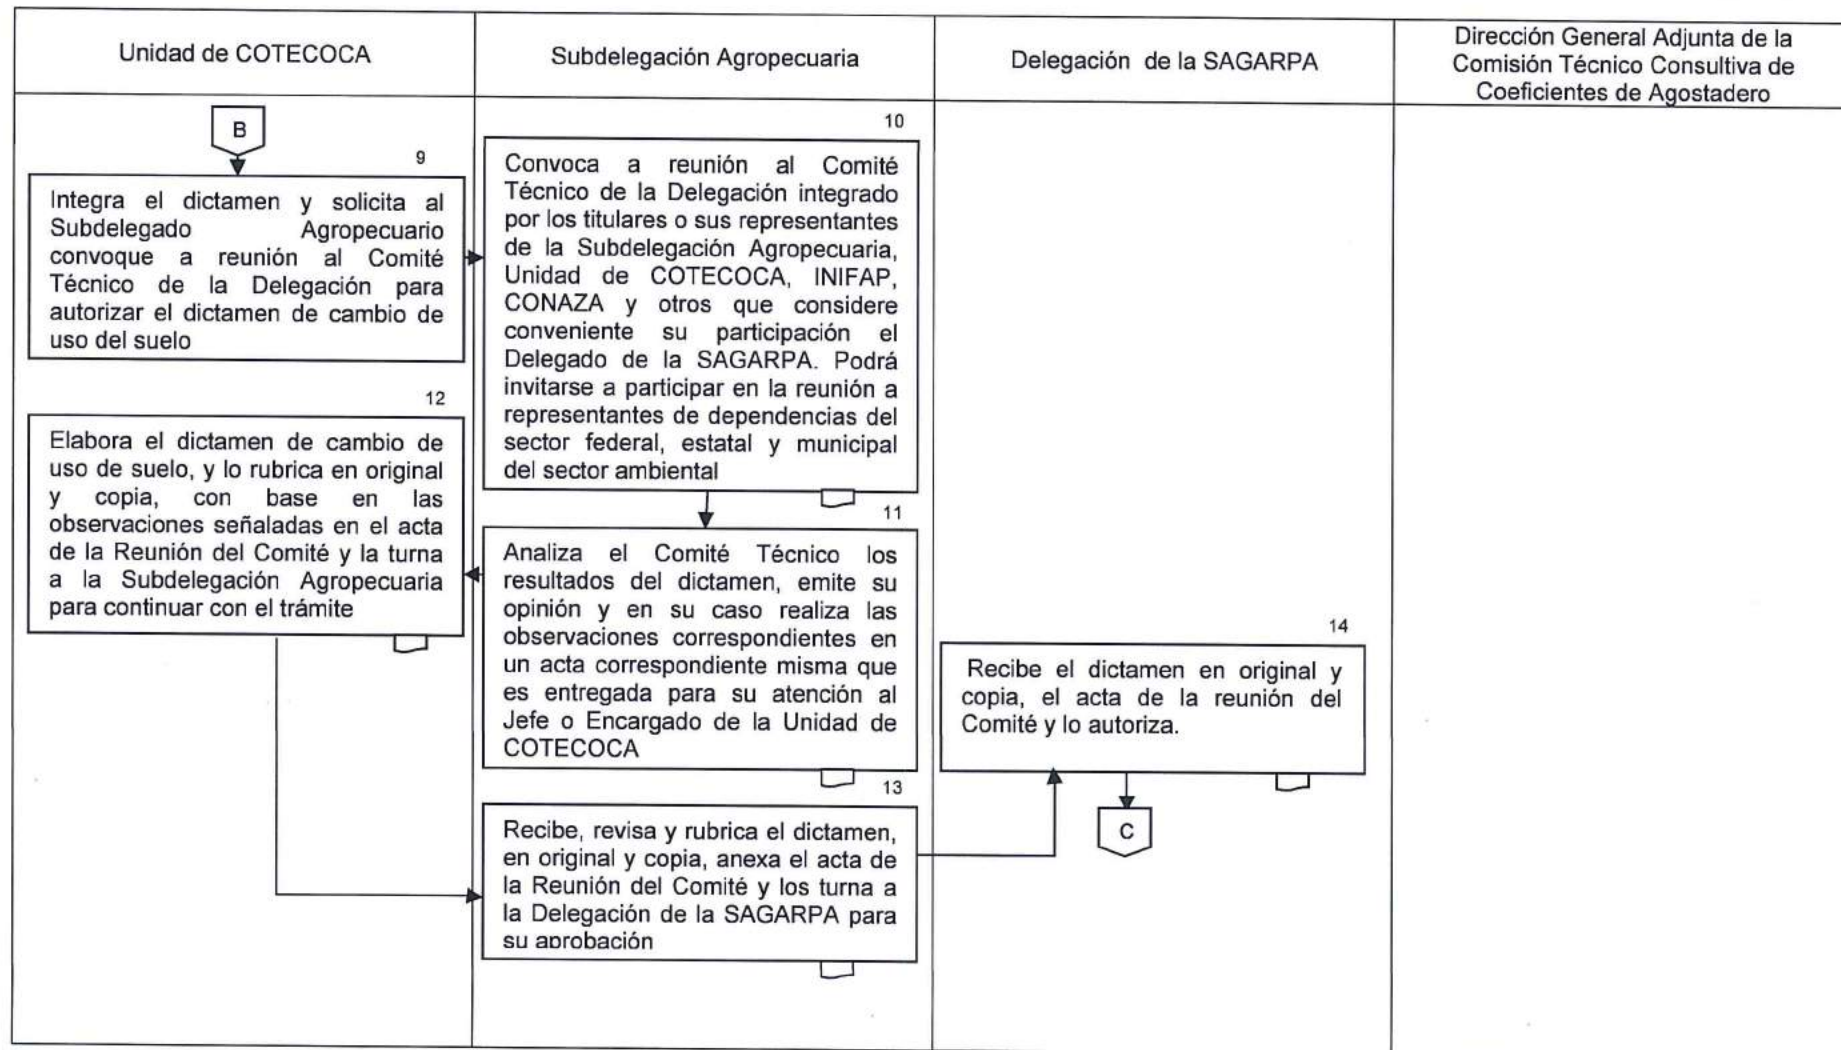 Unidad de COTECOCA
Subdelegación Agropecuaria
Delegación de la SAGARPA
Dirección General Adjunta de la
Comisión Técnico Consultiva de
Coeficientes de Agostadero
B
9
Integra el dictamen y solicita al
Subdelegado Agropecuario
convoque a reunión al Comité
Técnico de la Delegación para
autorizar el dictamen de cambio de
uso del suelo
10
Convoca a reunión al Comité
Técnico de la Delegación integrado
por los titulares o sus representantes
de la Subdelegación Agropecuaria,
Unidad de COTECOCA, INIFAP,
CONAZA y otros que considere
conveniente su participación el
Delegado de la SAGARPA. Podrá
invitarse a participar en la reunión a
representantes de dependencias del
sector federal, estatal y municipal
del sector ambiental
11
Analiza el Comité Técnico los
resultados del dictamen, emite su
opinión y en su caso realiza las
observaciones correspondientes en
un acta correspondiente misma que
es entregada para su atención al
Jefe o Encargado de la Unidad de
COTECOCA
12
Elabora el dictamen de cambio de
uso de suelo, y lo rubrica en original
y copia, con base en las
observaciones señaladas en el acta
de la Reunión del Comité y la turna
a la Subdelegación Agropecuaria
para continuar con el trámite
13
Recibe, revisa y rubrica el dictamen,
en original y copia, anexa el acta de
la Reunión del Comité y los turna a
la Delegación de la SAGARPA para
su aprobación
14
Recibe el dictamen en original y
copia, el acta de la reunión del
Comité y lo autoriza.
C